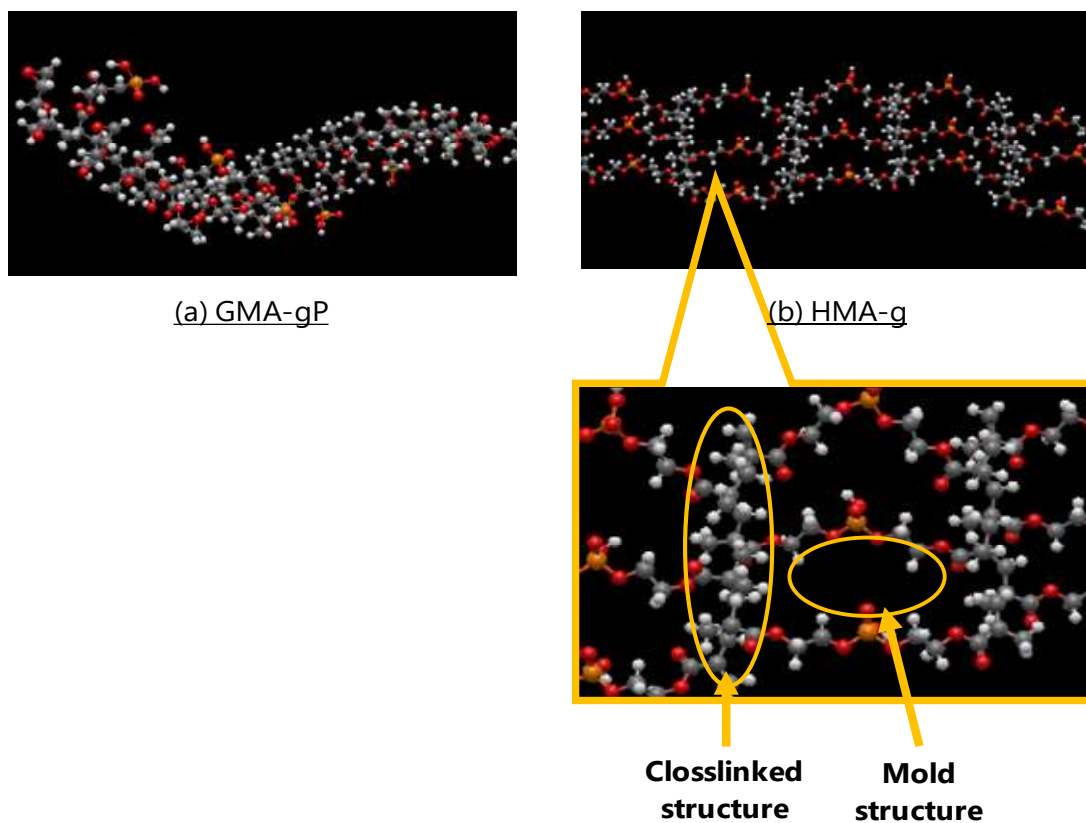 (a) GMA-gP
(b) HMA-g
Closslinked
structure
Mold
structure